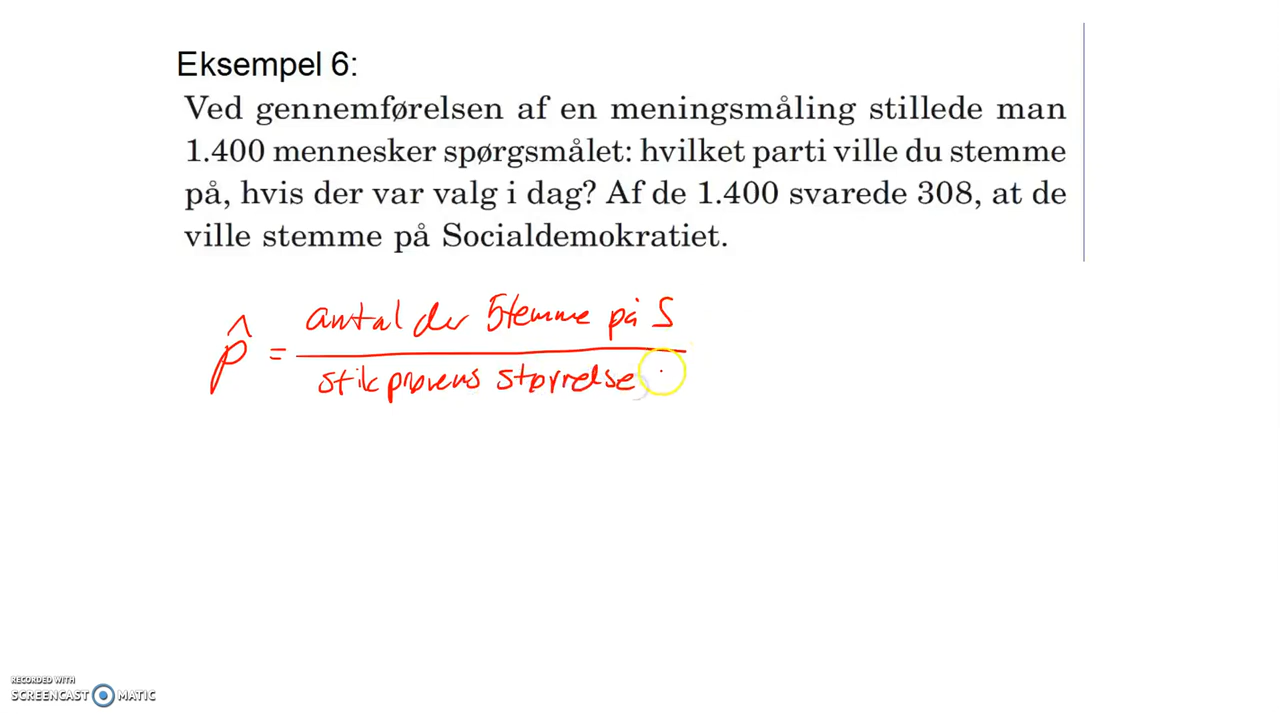 Eksempel 6:
Ved gennemførelsen af en meningsmåling stillede man
1.400 mennesker spørgsmålet: hvilket parti ville du stemme
på, hvis der var valg i dag? Af de 1.400 svarede 308, at de
ville stemme på Socialdemokratiet.
p̂ = antal der stemme på S
stikprøvens størrelse
RECORDED WITH
SCREENCAST MATIC